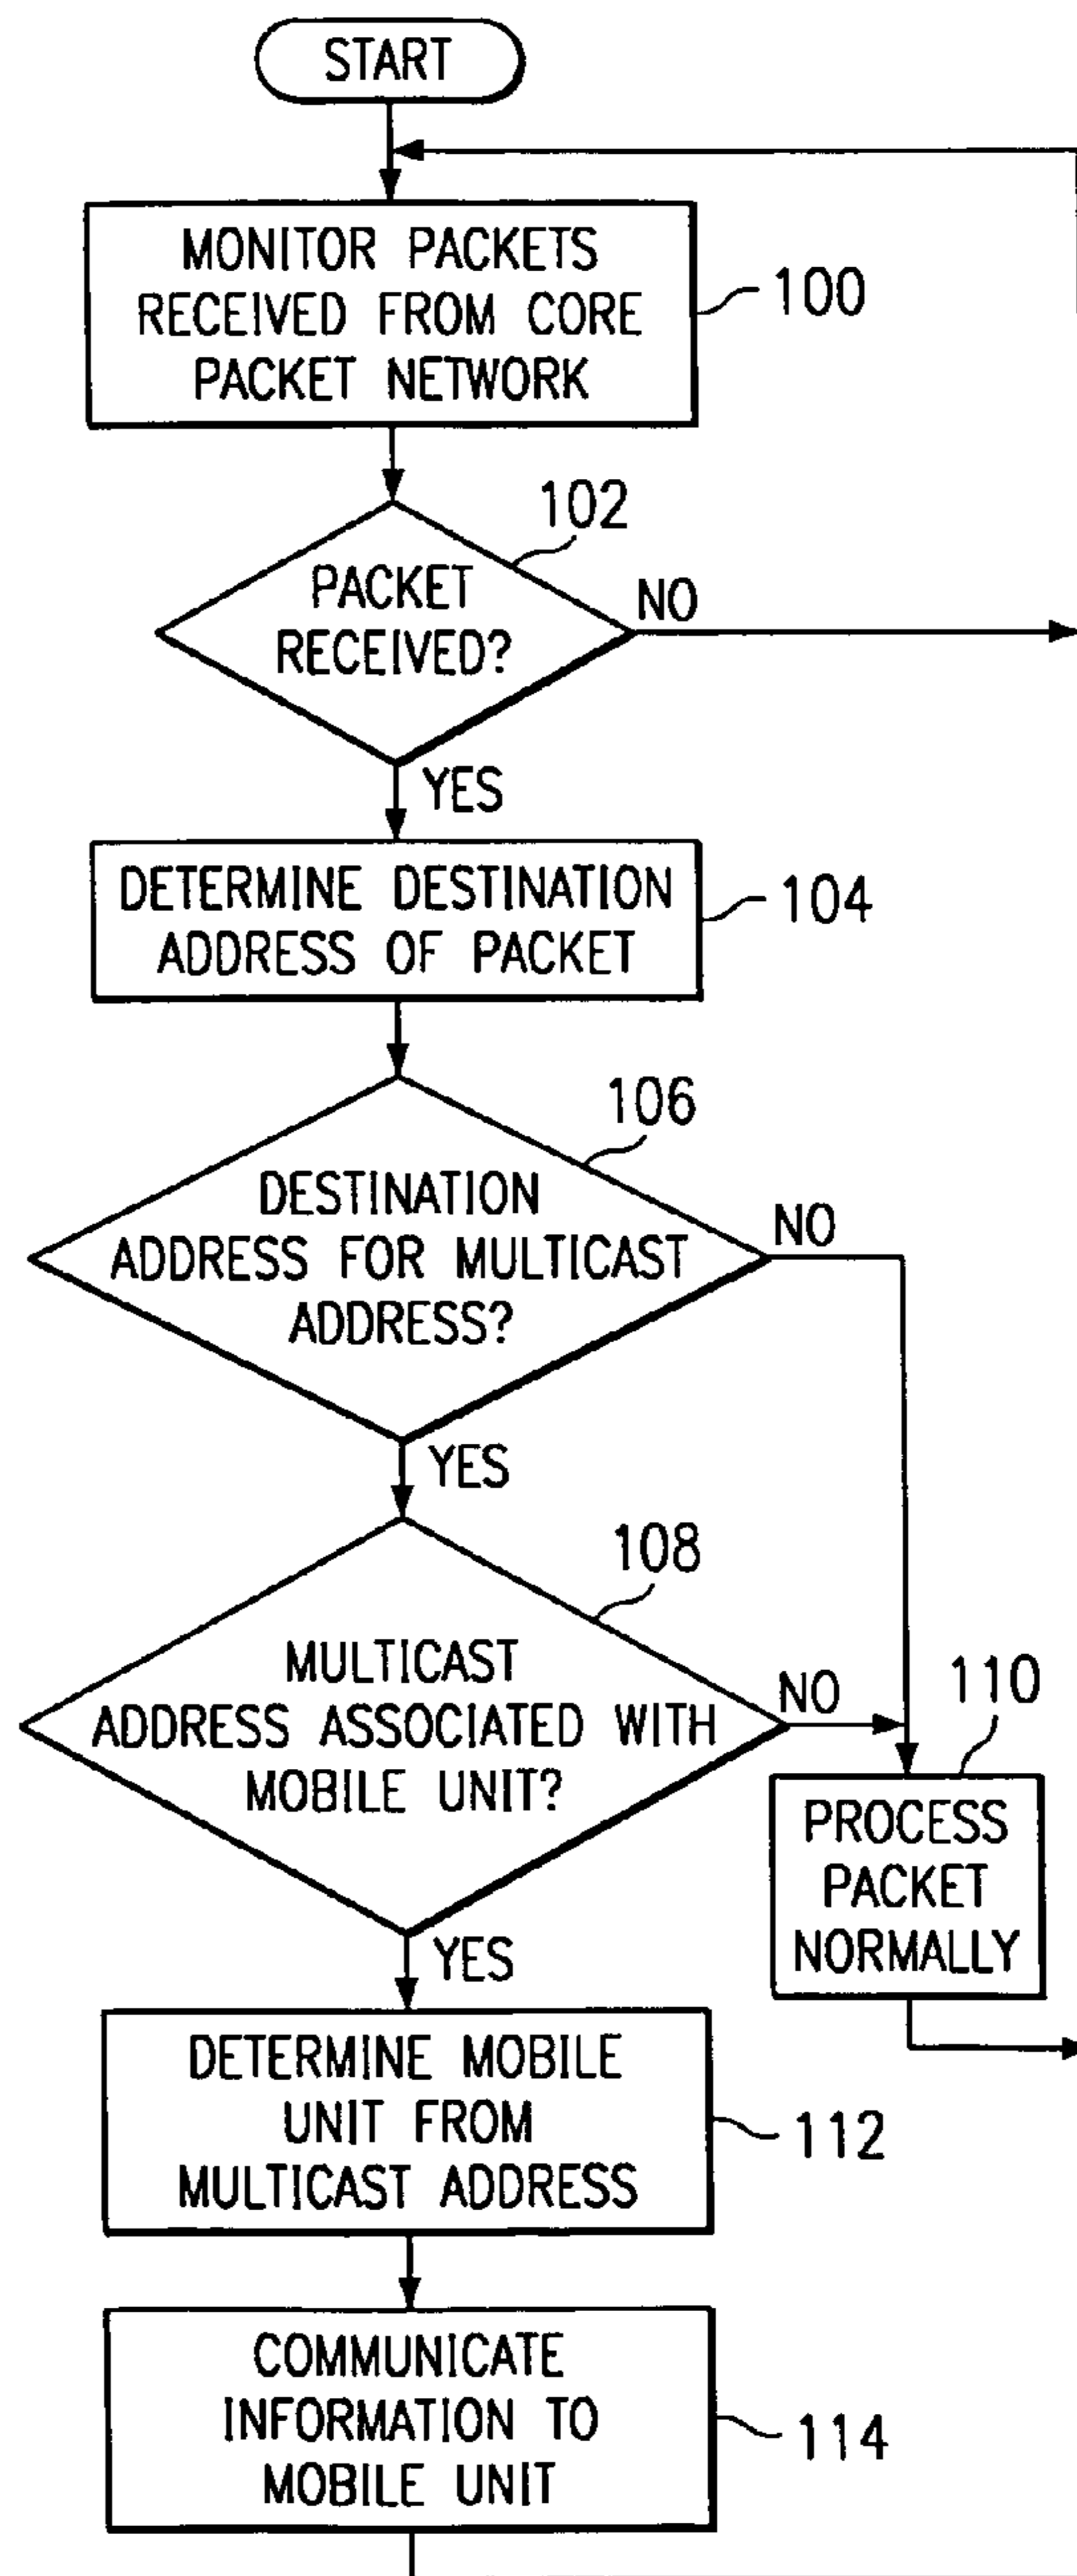 START
MONITOR PACKETS
RECEIVED FROM CORE
PACKET NETWORK
100
102
PACKET
RECEIVED?
NO
YES
DETERMINE DESTINATION
ADDRESS OF PACKET
104
106
DESTINATION
ADDRESS FOR MULTICAST
ADDRESS?
NO
YES
108
MULTICAST
ADDRESS ASSOCIATED WITH
MOBILE UNIT?
NO
110
PROCESS
PACKET
NORMALLY
YES
DETERMINE MOBILE
UNIT FROM
MULTICAST ADDRESS
112
COMMUNICATE
INFORMATION TO
MOBILE UNIT
114